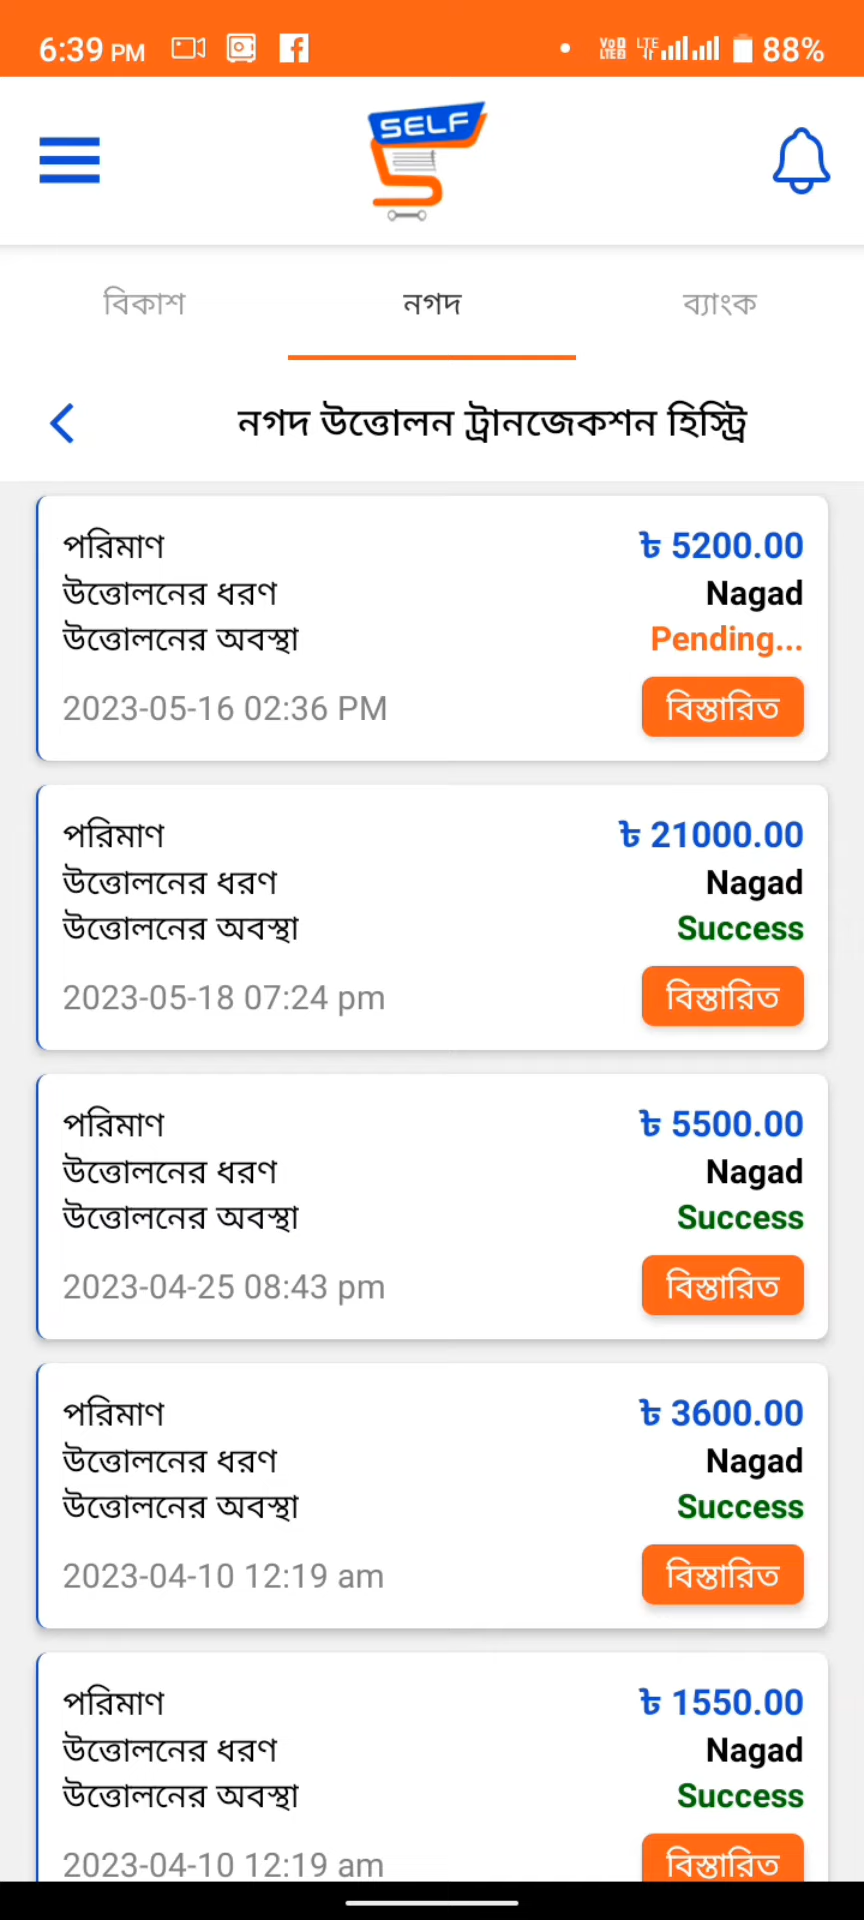 6:39 PM 88%
SELF
বিকাশ নগদ ব্যাংক
নগদ উত্তোলন ট্রানজেকশন হিস্ট্রি
পরিমাণ ৳ 5200.00
উত্তোলনের ধরণ Nagad
উত্তোলনের অবস্থা Pending...
2023-05-16 02:36 PM বিস্তারিত
পরিমাণ ৳ 21000.00
উত্তোলনের ধরণ Nagad
উত্তোলনের অবস্থা Success
2023-05-18 07:24 pm বিস্তারিত
পরিমাণ ৳ 5500.00
উত্তোলনের ধরণ Nagad
উত্তোলনের অবস্থা Success
2023-04-25 08:43 pm বিস্তারিত
পরিমাণ ৳ 3600.00
উত্তোলনের ধরণ Nagad
উত্তোলনের অবস্থা Success
2023-04-10 12:19 am বিস্তারিত
পরিমাণ ৳ 1550.00
উত্তোলনের ধরণ Nagad
উত্তোলনের অবস্থা Success
2023-04-10 12:19 am বিস্তারিত